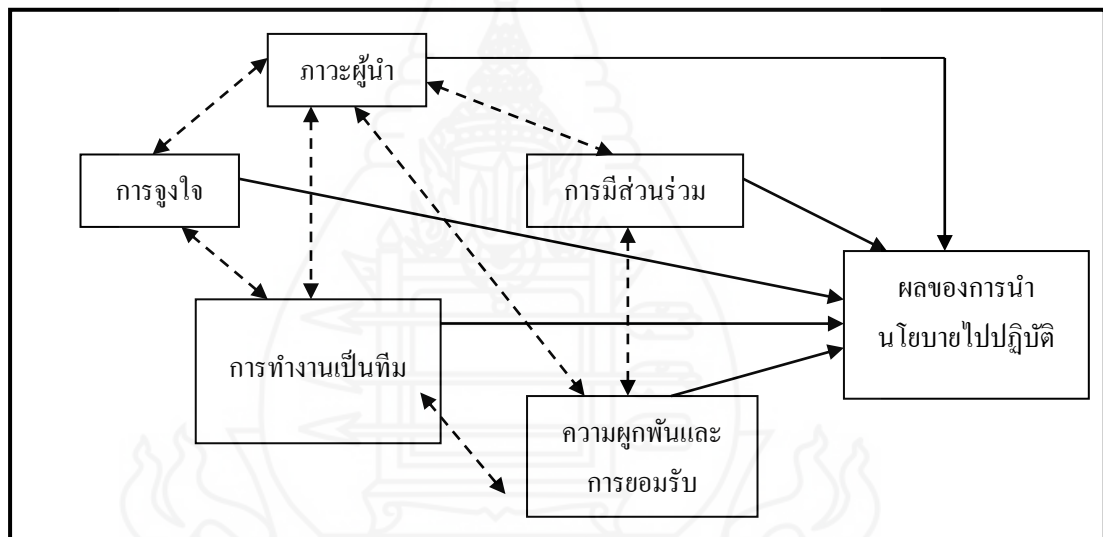 ภาวะผู้นำ
การจูงใจ
การมีส่วนร่วม
ผลของการนำ
นโยบายไปปฏิบัติ
การทำงานเป็นทีม
ความผูกพันและ
การยอมรับ